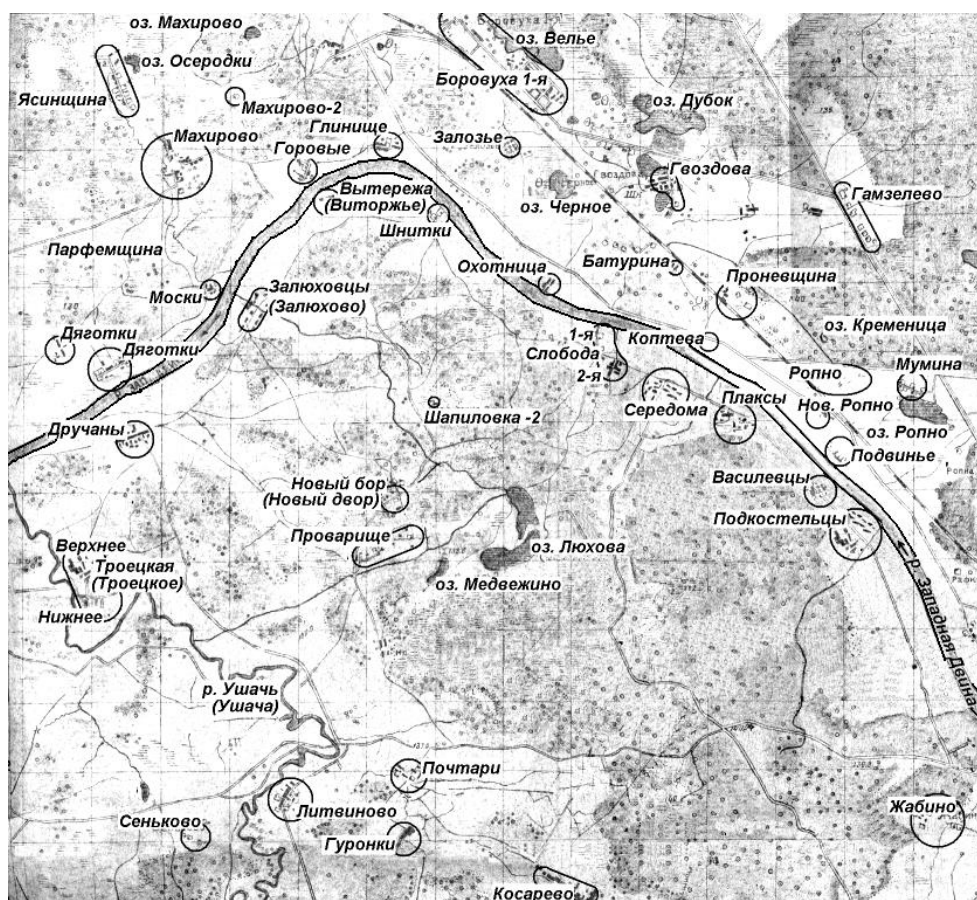 оз. Махирово
оз. Велье
оз. Осеродки
Боровуха 1-я
Ясинщина
Махирово-2
оз. Дубок
Махирово
Глинище
Горовые
Залозье
Гвоздова
Вытережа
(Виторжье)
Шнитки
оз. Черное
Гамзелево
Парфемщина
Моски
Залюховцы
(Залюхово)
Охотница
Батурина
Проневщина
Дяготки
Дяготки
1-я
Слобода
2-я
Коптева
оз. Кременица
Ропно
Мумина
Шапиловка -2
Середома
Плаксы
Нов. Ропно
оз. Ропно
Дручаны
Подвинье
Василевцы
Новый бор
(Новый двор)
Подкостельцы
Проварище
Верхнее
Троецкая
(Троецкое)
оз. Люхова
оз. Медвежино
Нижнее
р. Западная Двина
р. Ушачь
(Ушача)
Почтари
Литвиново
Сеньково
Гуронки
Жабино
Косарево